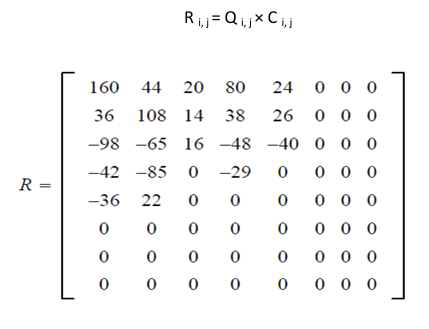 R i,j = Q i,j × C i,j
160 44 20 80 24 0 0 0
36 108 14 38 26 0 0 0
−98 −65 16 −48 −40 0 0 0
R = −42 −85 0 −29 0 0 0 0
−36 22 0 0 0 0 0 0
0 0 0 0 0 0 0 0
0 0 0 0 0 0 0 0
0 0 0 0 0 0 0 0